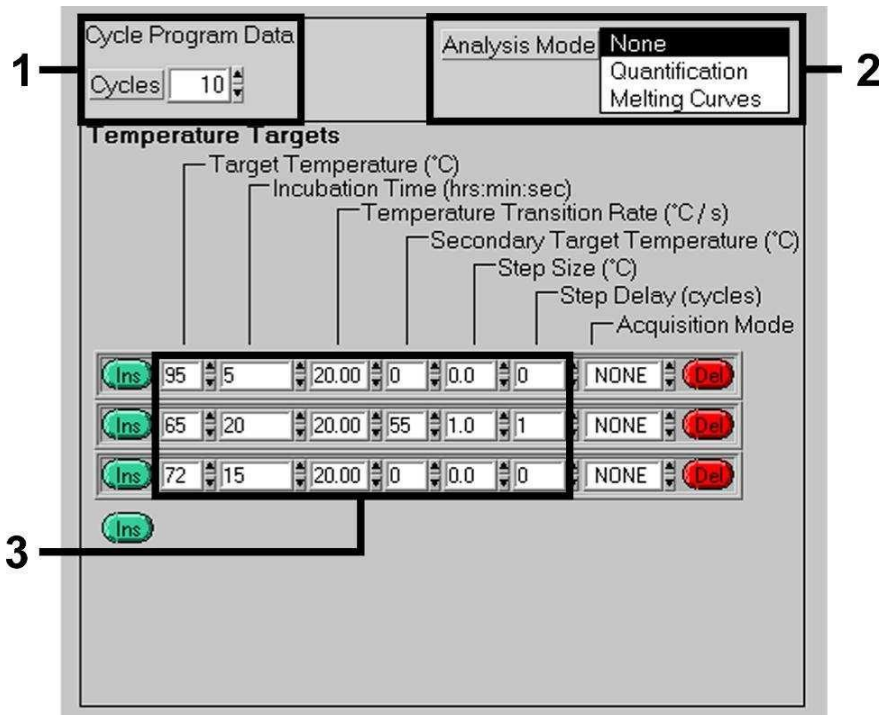 1
Cycle Program Data
Cycles 10
2
Analysis Mode None
Quantification
Melting Curves
Temperature Targets
Target Temperature (°C)
Incubation Time (hrs:min:sec)
Temperature Transition Rate (°C / s)
Secondary Target Temperature (°C)
Step Size (°C)
Step Delay (cycles)
Acquisition Mode
Ins 95 5 20.00 0 0.0 0 NONE Del
Ins 65 20 20.00 55 1.0 1 NONE Del
Ins 72 15 20.00 0 0.0 0 NONE Del
Ins
3